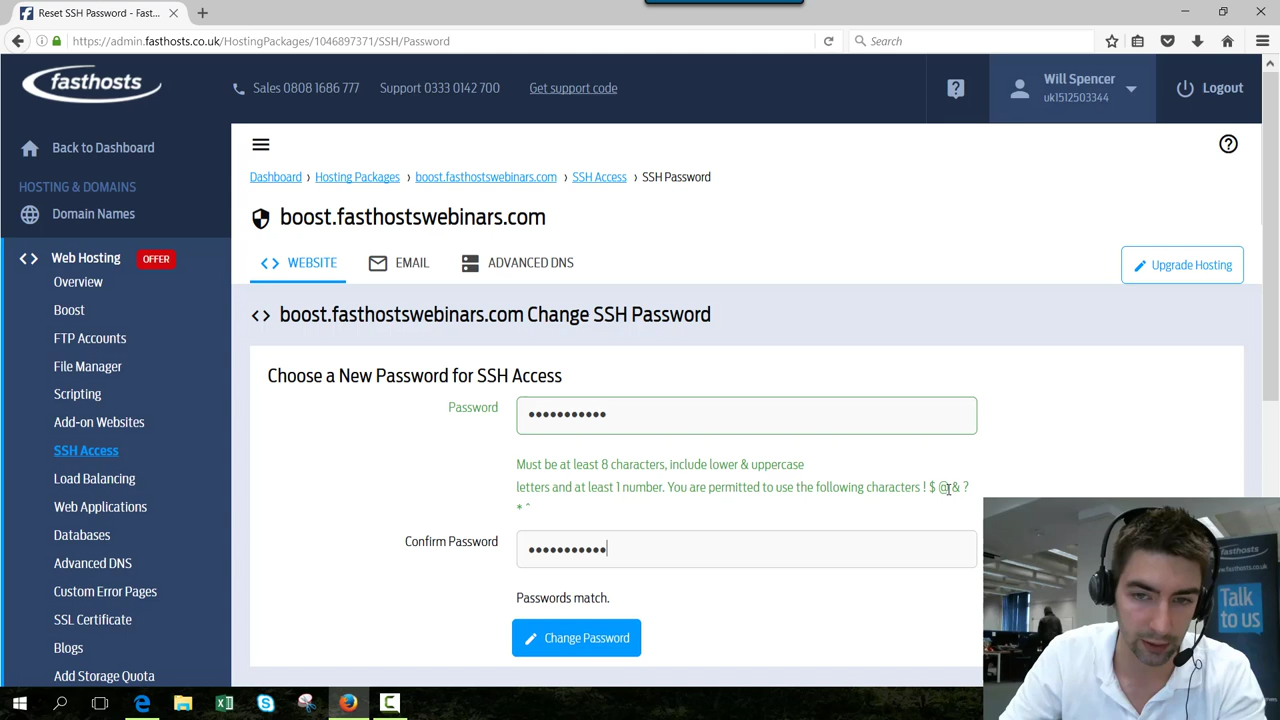 Reset SSH Password - Fast...
https://admin.fasthosts.co.uk/HostingPackages/1046897371/SSH/Password
Search
fasthosts
Sales 0808 1686 777
Support 0333 0142 700
Get support code
Will Spencer
uk1512503344
Logout
Back to Dashboard
HOSTING & DOMAINS
Domain Names
Web Hosting OFFER
Overview
Boost
FTP Accounts
File Manager
Scripting
Add-on Websites
SSH Access
Load Balancing
Web Applications
Databases
Advanced DNS
Custom Error Pages
SSL Certificate
Blogs
Add Storage Quota
Dashboard › Hosting Packages › boost.fasthostswebinars.com › SSH Access › SSH Password
boost.fasthostswebinars.com
WEBSITE
EMAIL
ADVANCED DNS
Upgrade Hosting
boost.fasthostswebinars.com Change SSH Password
Choose a New Password for SSH Access
Password
•••••••••••
Must be at least 8 characters, include lower & uppercase
letters and at least 1 number. You are permitted to use the following characters ! $ @ & ?
* ^
Confirm Password
•••••••••••
Passwords match.
Change Password
fasthosts
www.fasthosts.co.uk
Talk
to us